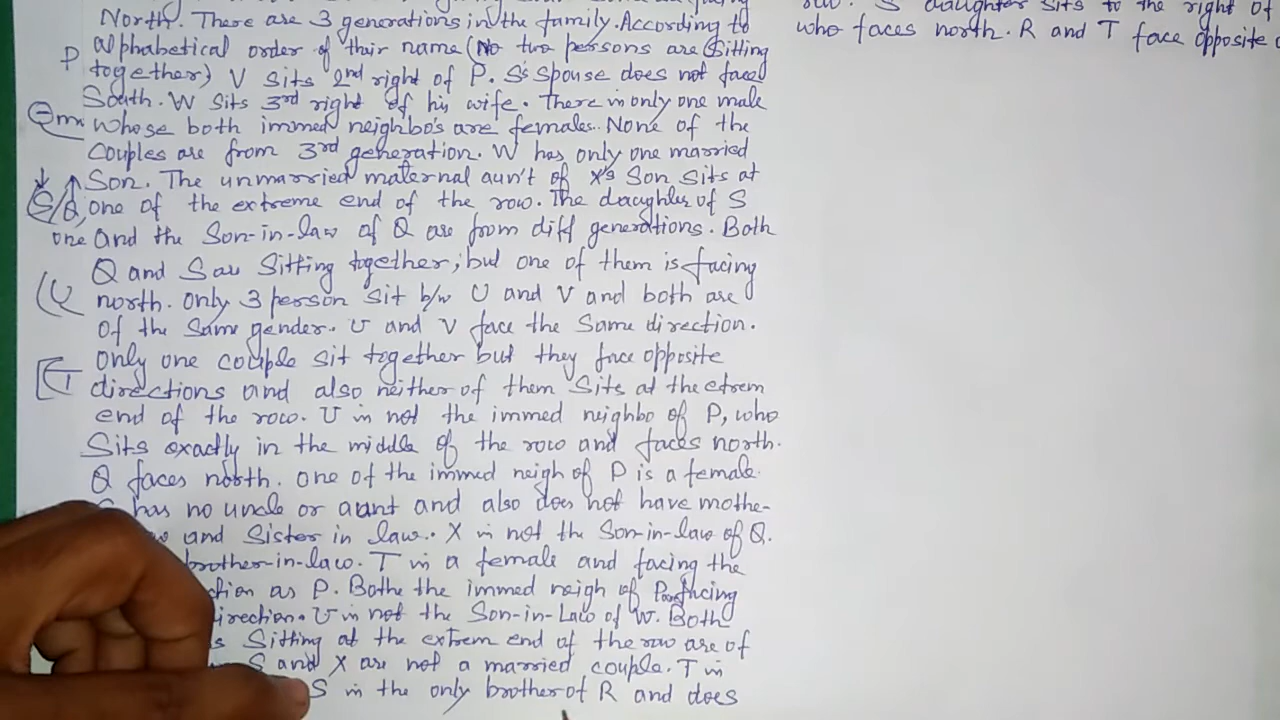 North. There are 3 generations in the family. According to
alphabetical order of their name (No two persons are sitting
together) V sits 2nd right of P. S's spouse does not face
South. W sits 3rd right of his wife. There is only one male
whose both immed neighbo's are females. None of the
couples are from 3rd generation. W has only one married
Son. The unmarried maternal aun't of X's Son sits at
one of the extreme end of the row. The daughter of S
and the Son-in-law of Q are from diff generations. Both
Q and S are sitting together, but one of them is facing
north. only 3 person sit b/w U and V and both are
of the same gender. U and V face the same direction.
only one couple sit together but they face opposite
directions and also neither of them sits at the etrem
end of the row. U is not the immed neighbo of P, who
sits exactly in the middle of the row and faces north.
Q faces north. one of the immed neigh of P is a female.
has no uncle or aunt and also does not have mothe-
and sister in law. X is not the Son-in-law of Q.
brother-in-law. T is a female and facing the
as P. Bothe the immed neigh of P are facing
direction. U is not the Son-in-Law of W. Both
sitting at the extrem end of the row are of
S and X are not a married couple. T is
S is the only brother of R and does
P
one
S daughter sits to the right of
who faces north. R and T face opposite